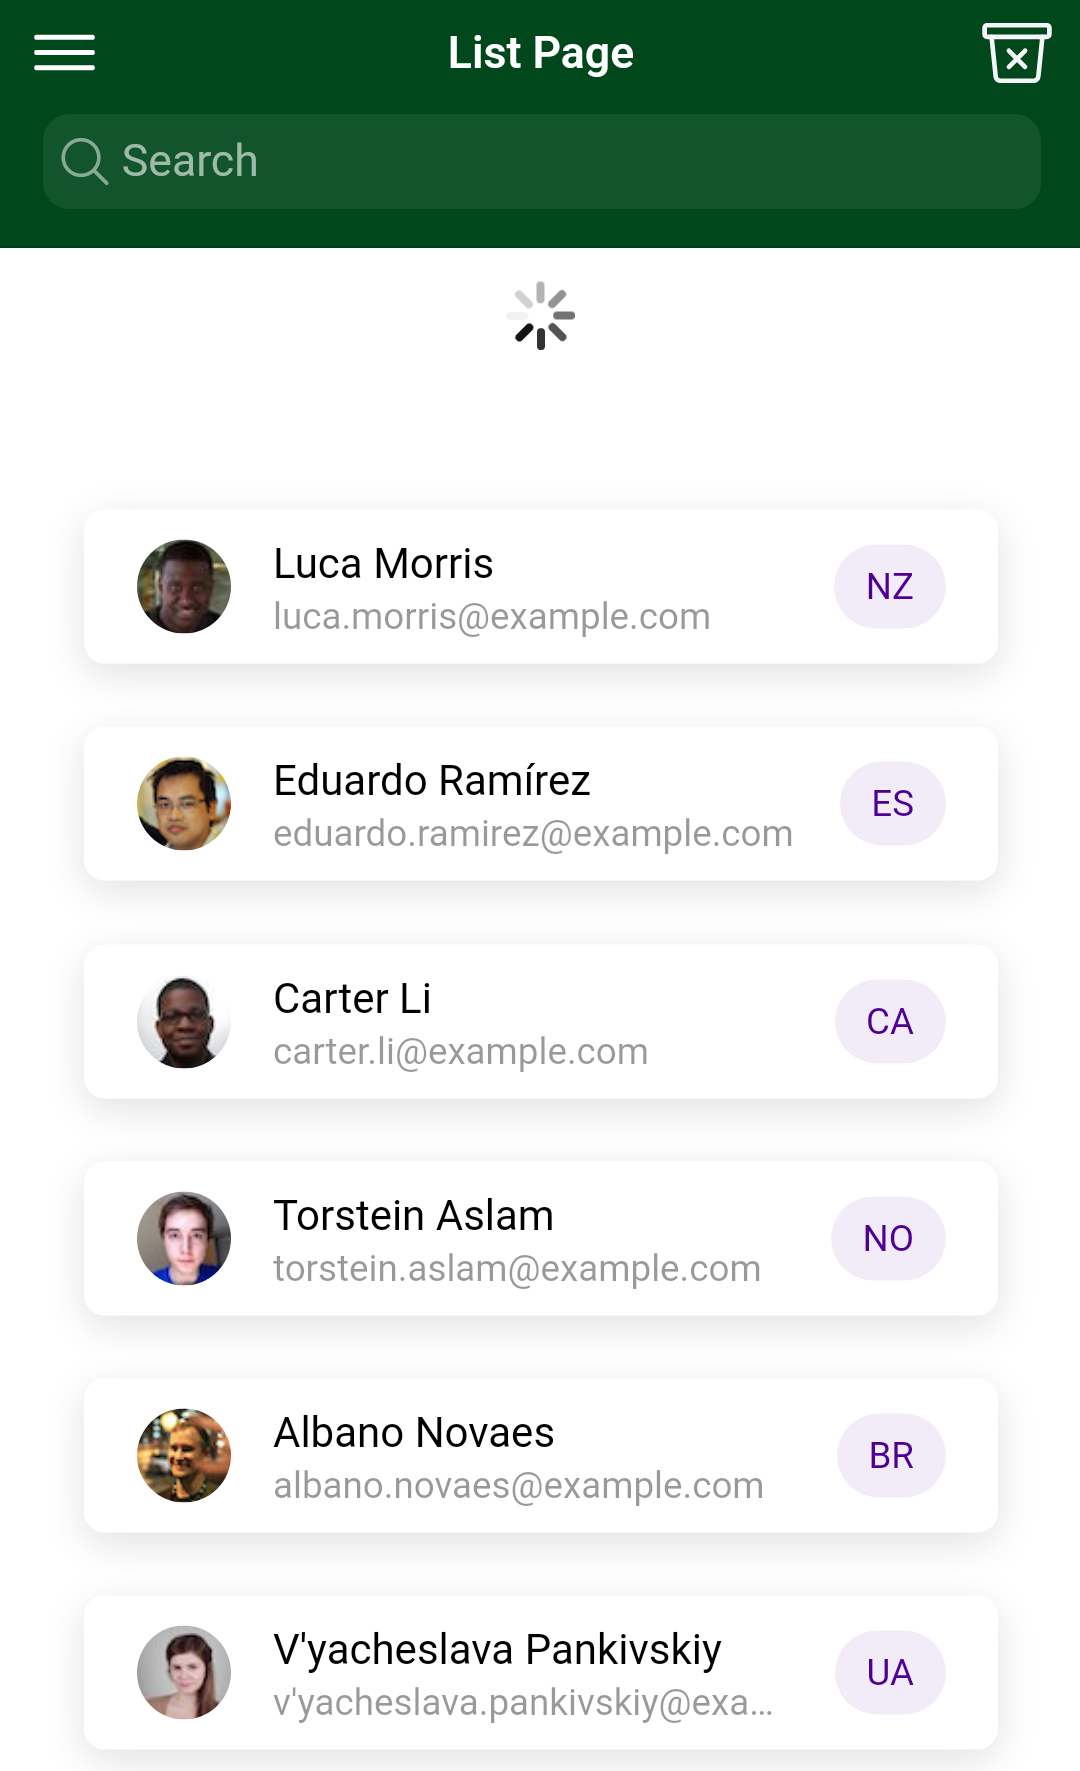 List Page
Search
Luca Morris
luca.morris@example.com
NZ
Eduardo Ramírez
eduardo.ramirez@example.com
ES
Carter Li
carter.li@example.com
CA
Torstein Aslam
torstein.aslam@example.com
NO
Albano Novaes
albano.novaes@example.com
BR
V'yacheslava Pankivskiy
v'yacheslava.pankivskiy@exa...
UA